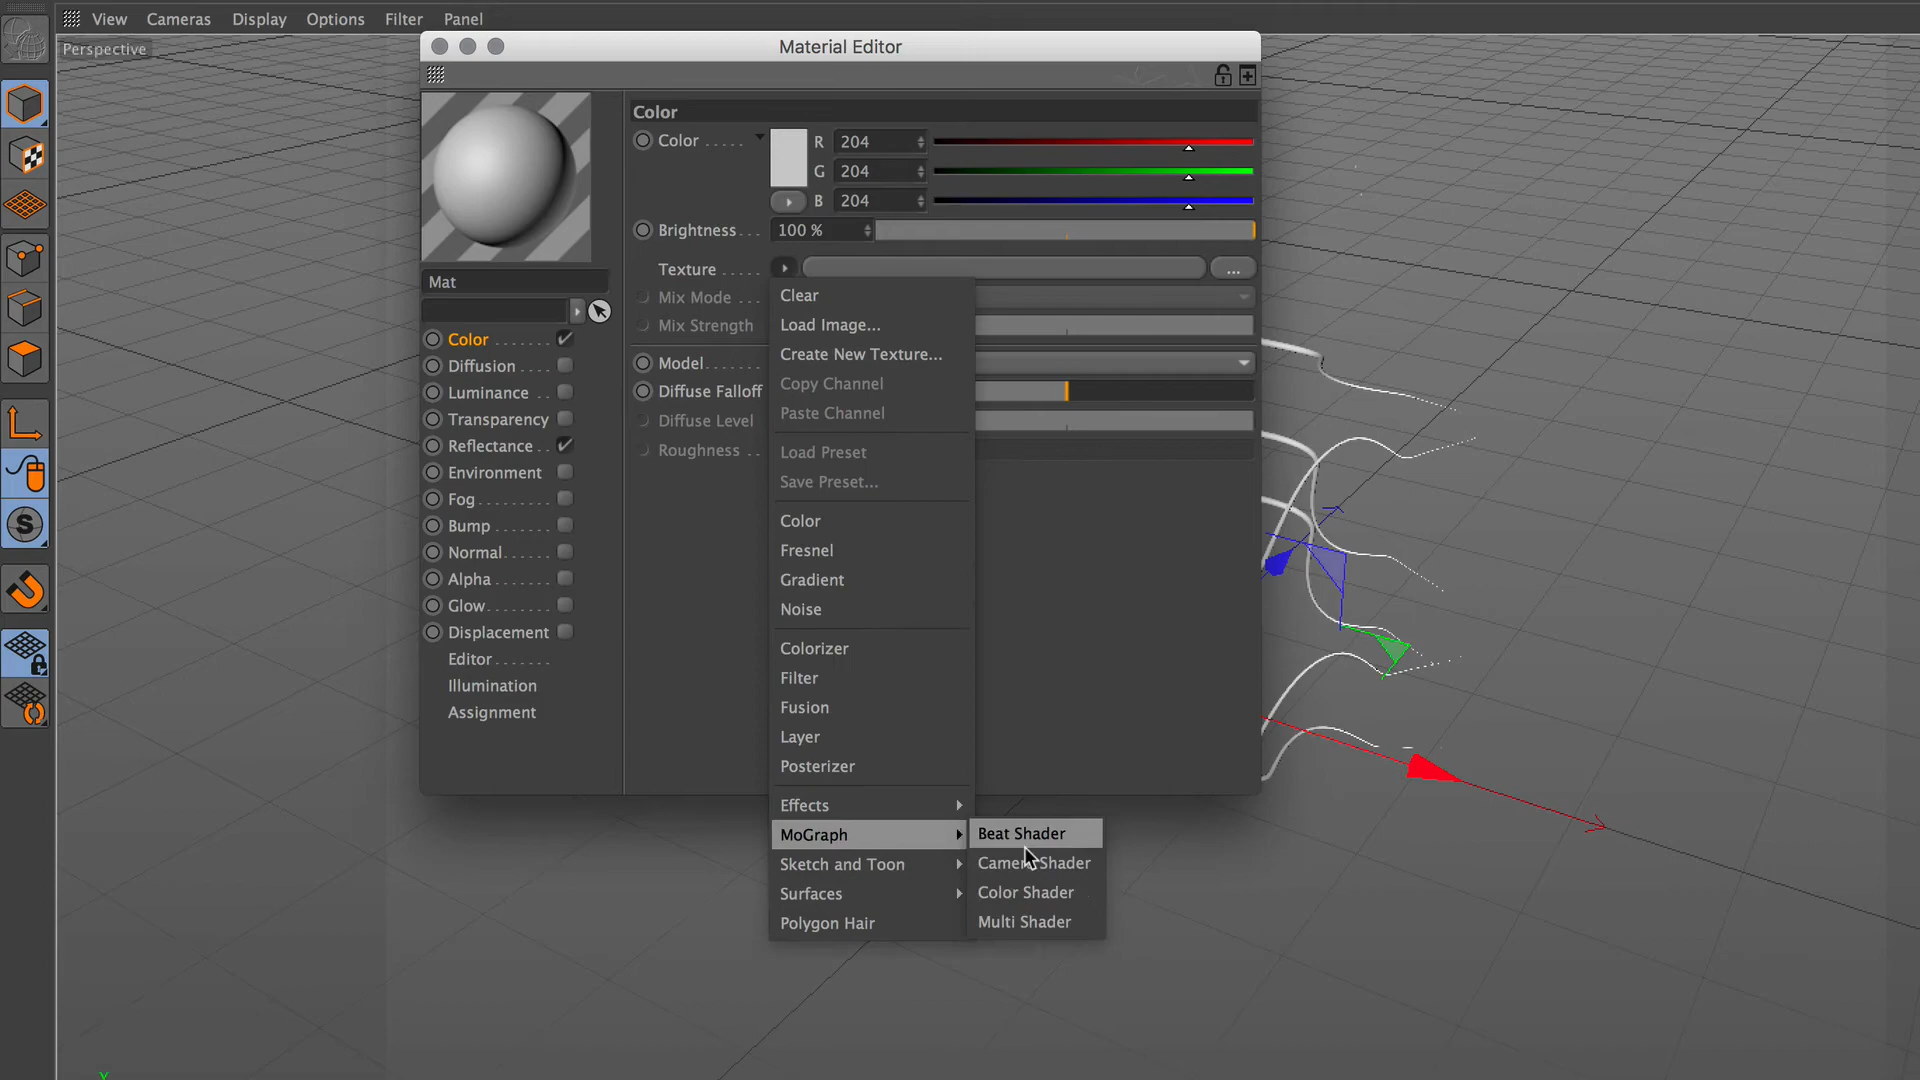 View Cameras Display Options Filter Panel
Perspective
Material Editor
Color
Color ..... R 204
G 204
B 204
Brightness... 100 %
Texture ..... ...
Mat
Mix Mode ..
Mix Strength
Model.......
Diffuse Falloff
Diffuse Level
Roughness ..
Color ........
Diffusion .....
Luminance ...
Transparency
Reflectance ..
Environment
Fog.........
Bump .......
Normal......
Alpha .......
Glow........
Displacement
Editor .......
Illumination
Assignment
Clear
Load Image...
Create New Texture...
Copy Channel
Paste Channel
Load Preset
Save Preset...
Color
Fresnel
Gradient
Noise
Colorizer
Filter
Fusion
Layer
Posterizer
Effects
MoGraph
Sketch and Toon
Surfaces
Polygon Hair
Beat Shader
Camera Shader
Color Shader
Multi Shader
Y